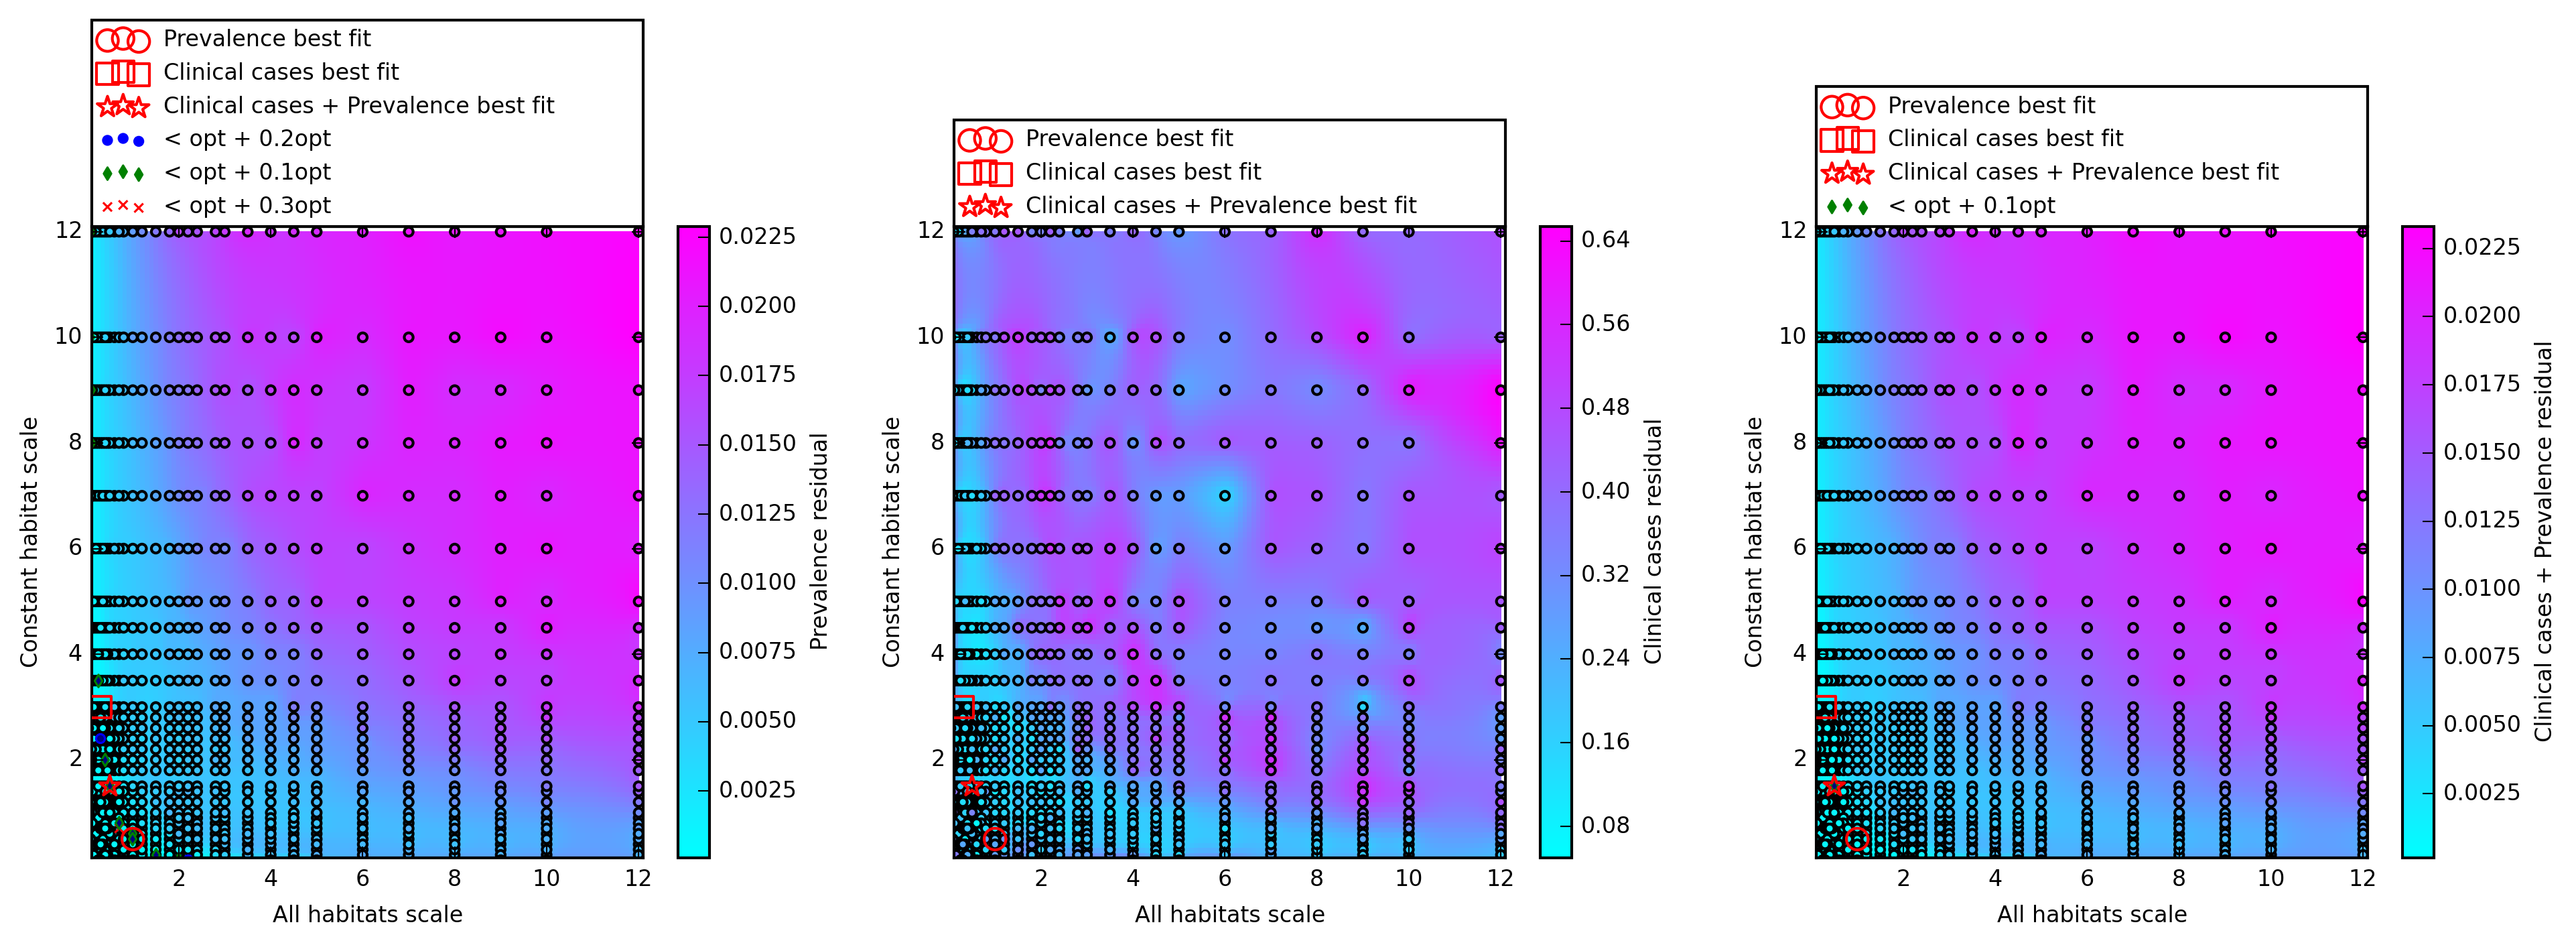 Prevalence best fit
Clinical cases best fit
Clinical cases + Prevalence best fit
< opt + 0.2opt
< opt + 0.1opt
< opt + 0.3opt
12
10
8
6
4
2
Constant habitat scale
2
4
6
8
10
12
All habitats scale
0.0225
0.0200
0.0175
0.0150
0.0125
0.0100
0.0075
0.0050
0.0025
Prevalence residual
Prevalence best fit
Clinical cases best fit
Clinical cases + Prevalence best fit
12
10
8
6
4
2
Constant habitat scale
2
4
6
8
10
12
All habitats scale
0.64
0.56
0.48
0.40
0.32
0.24
0.16
0.08
Clinical cases residual
Prevalence best fit
Clinical cases best fit
Clinical cases + Prevalence best fit
< opt + 0.1opt
12
10
8
6
4
2
Constant habitat scale
2
4
6
8
10
12
All habitats scale
0.0225
0.0200
0.0175
0.0150
0.0125
0.0100
0.0075
0.0050
0.0025
Clinical cases + Prevalence residual